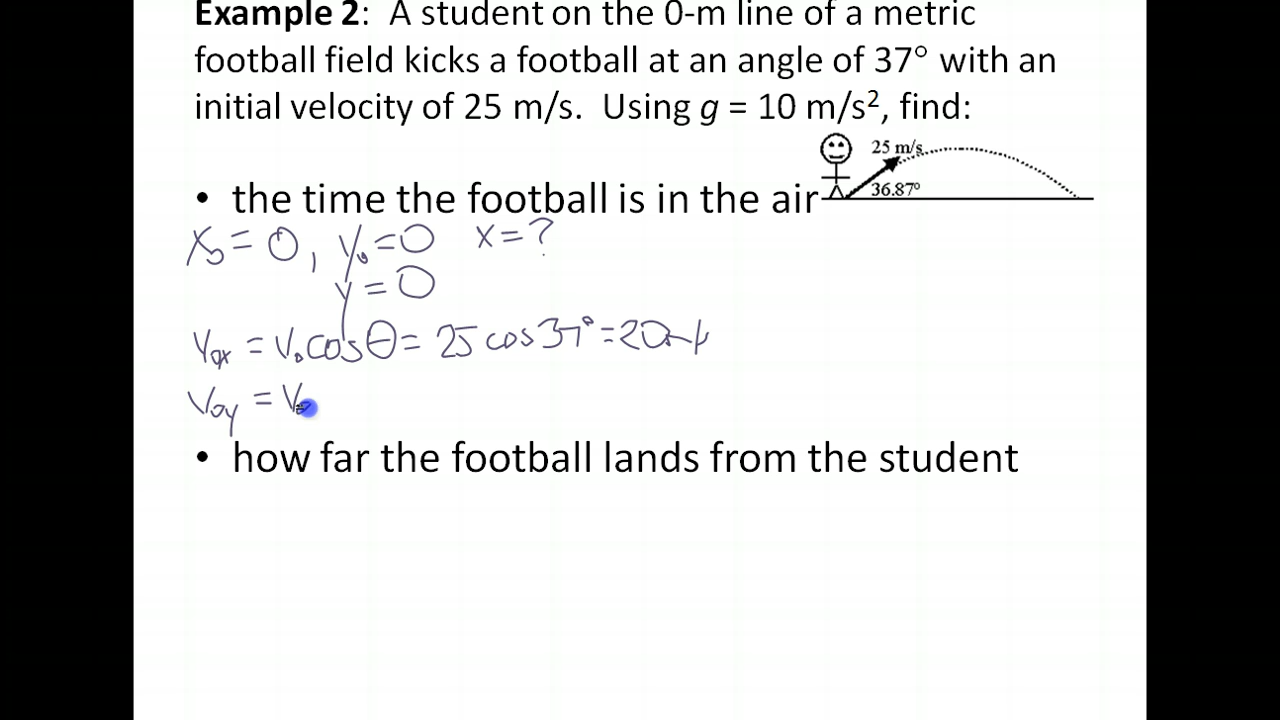 Example 2: A student on the 0-m line of a metric
football field kicks a football at an angle of 37° with an
initial velocity of 25 m/s. Using g = 10 m/s², find:
25 m/s
36.87°
• the time the football is in the air
x₀ = 0, y₀ = 0 x = ?
y = 0
v₀ₓ = v₀ cos θ = 25 cos 37° = 20 m/s
v₀y = v₀
• how far the football lands from the student